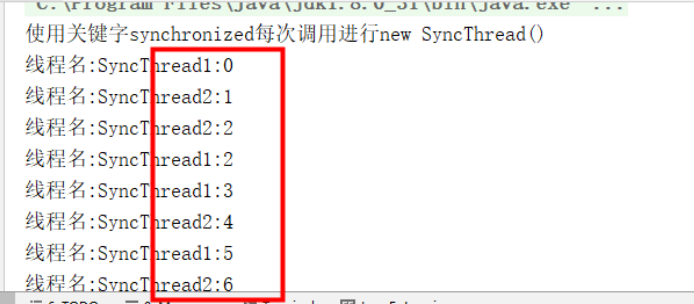 C:\Program Files\Java\jdk1.8.0_31\bin\java.exe" ...
使用关键字synchronized每次调用进行new SyncThread()
线程名:SyncThread1:0
线程名:SyncThread2:1
线程名:SyncThread2:2
线程名:SyncThread1:2
线程名:SyncThread1:3
线程名:SyncThread2:4
线程名:SyncThread1:5
线程名:SyncThread2:6